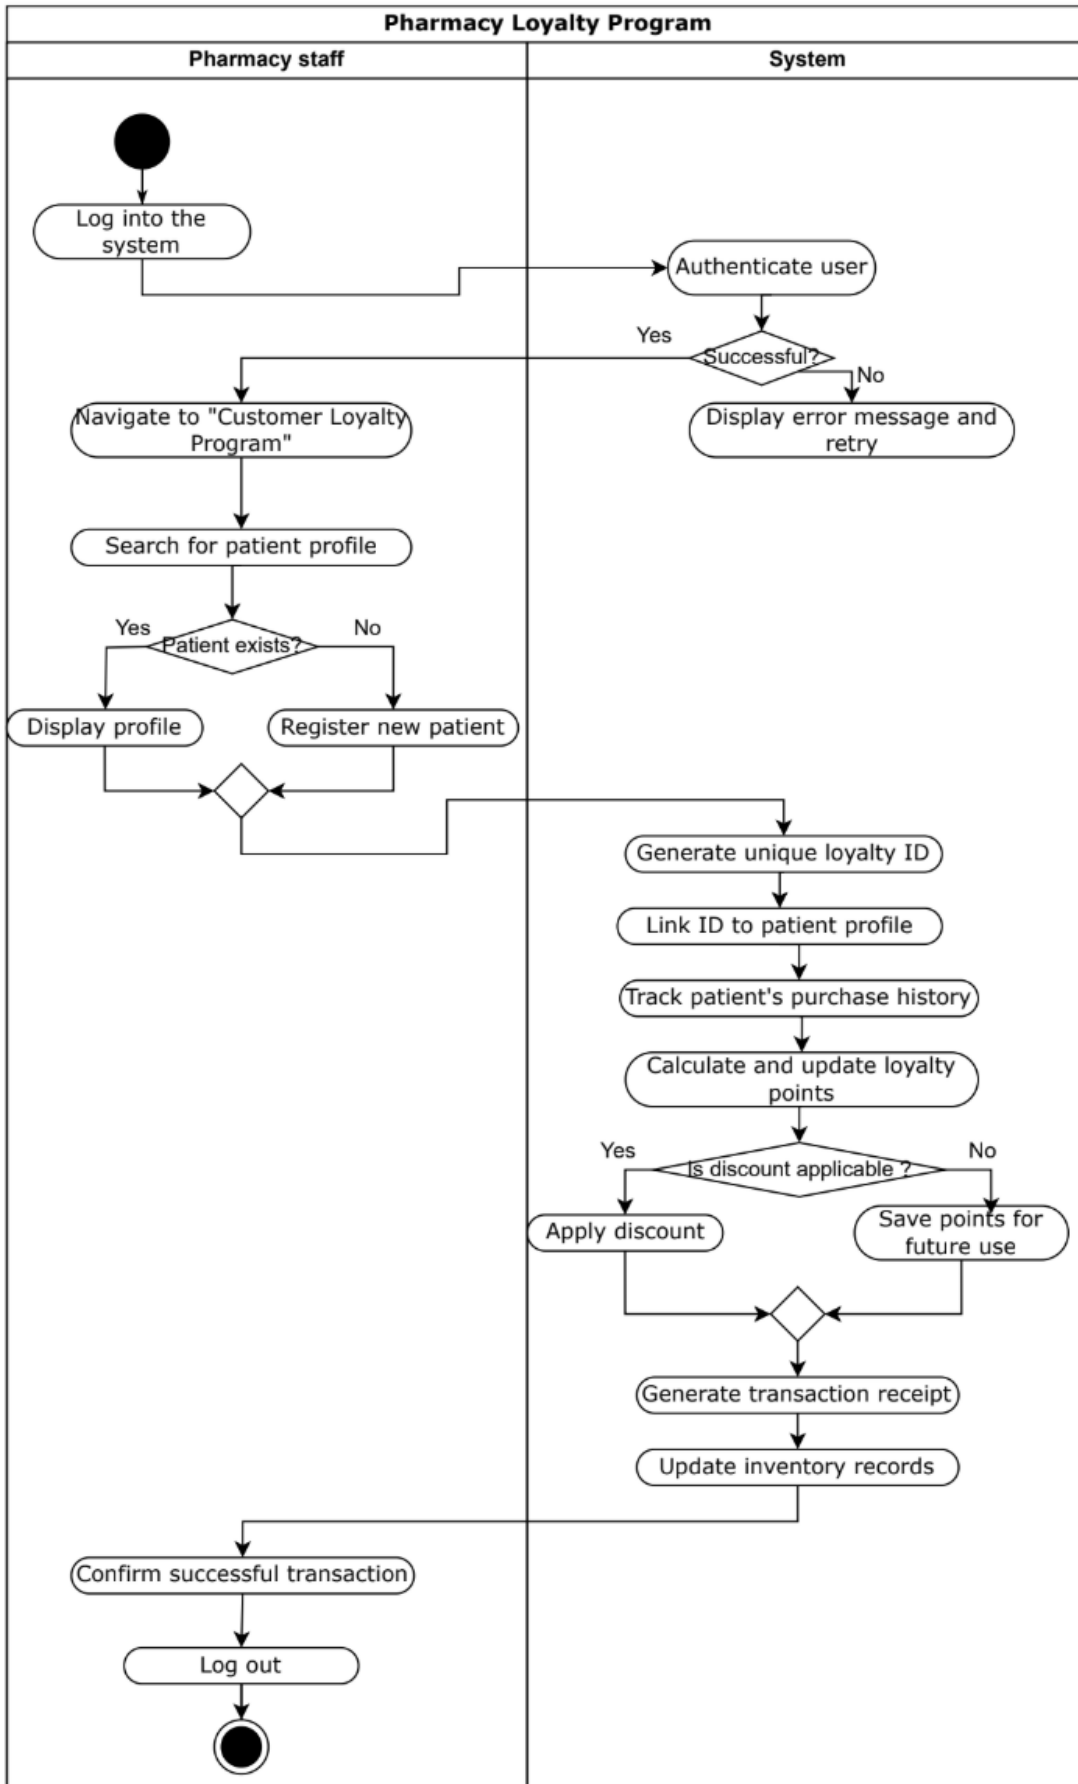 Pharmacy Loyalty Program
Pharmacy staff
System
Log into the
system
Authenticate user
Yes
Successful?
No
Navigate to "Customer Loyalty
Program"
Display error message and
retry
Search for patient profile
Yes
Patient exists?
No
Display profile
Register new patient
Generate unique loyalty ID
Link ID to patient profile
Track patient's purchase history
Calculate and update loyalty
points
Yes
Is discount applicable ?
No
Apply discount
Save points for
future use
Generate transaction receipt
Update inventory records
Confirm successful transaction
Log out